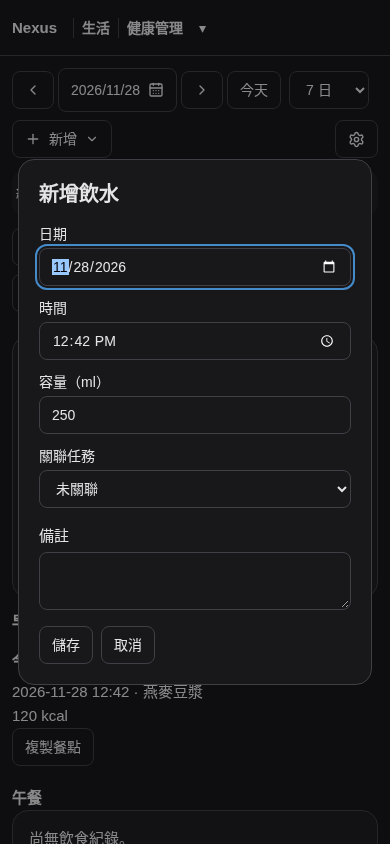 Nexus 生活 健康管理 ▼
2026/11/28 今天 7 日
新增
新增飲水
日期
11/28/2026
時間
12:42 PM
容量（ml）
250
關聯任務
未關聯
備註
儲存 取消
2026-11-28 12:42 · 燕麥豆漿
120 kcal
複製餐點
午餐
尚無飲食紀錄。